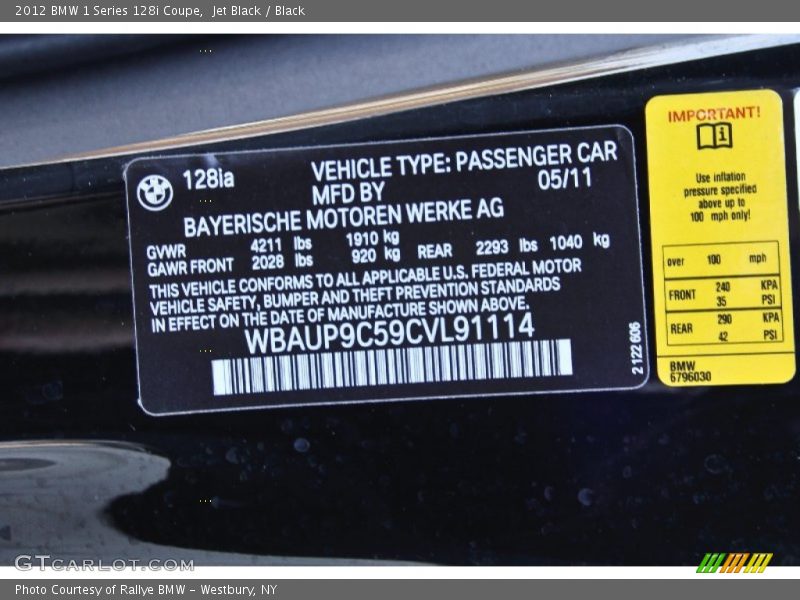 2012 BMW 1 Series 128i Coupe,  Jet Black / Black
128ia
VEHICLE TYPE: PASSENGER CAR
MFD BY 05/11
BAYERISCHE MOTOREN WERKE AG
GVWR 4211 lbs 1910 kg
GAWR FRONT 2028 lbs 920 kg REAR 2293 lbs 1040 kg
THIS VEHICLE CONFORMS TO ALL APPLICABLE U.S. FEDERAL MOTOR
VEHICLE SAFETY, BUMPER AND THEFT PREVENTION STANDARDS
IN EFFECT ON THE DATE OF MANUFACTURE SHOWN ABOVE.
WBAUP9C59CVL91114
2 122 606
IMPORTANT!
Use inflation
pressure specified
above up to
100 mph only!
over 100 mph
FRONT 240 KPA
35 PSI
REAR 290 KPA
42 PSI
BMW
6796030
GTCARLOT.COM
Photo Courtesy of Rallye BMW – Westbury, NY